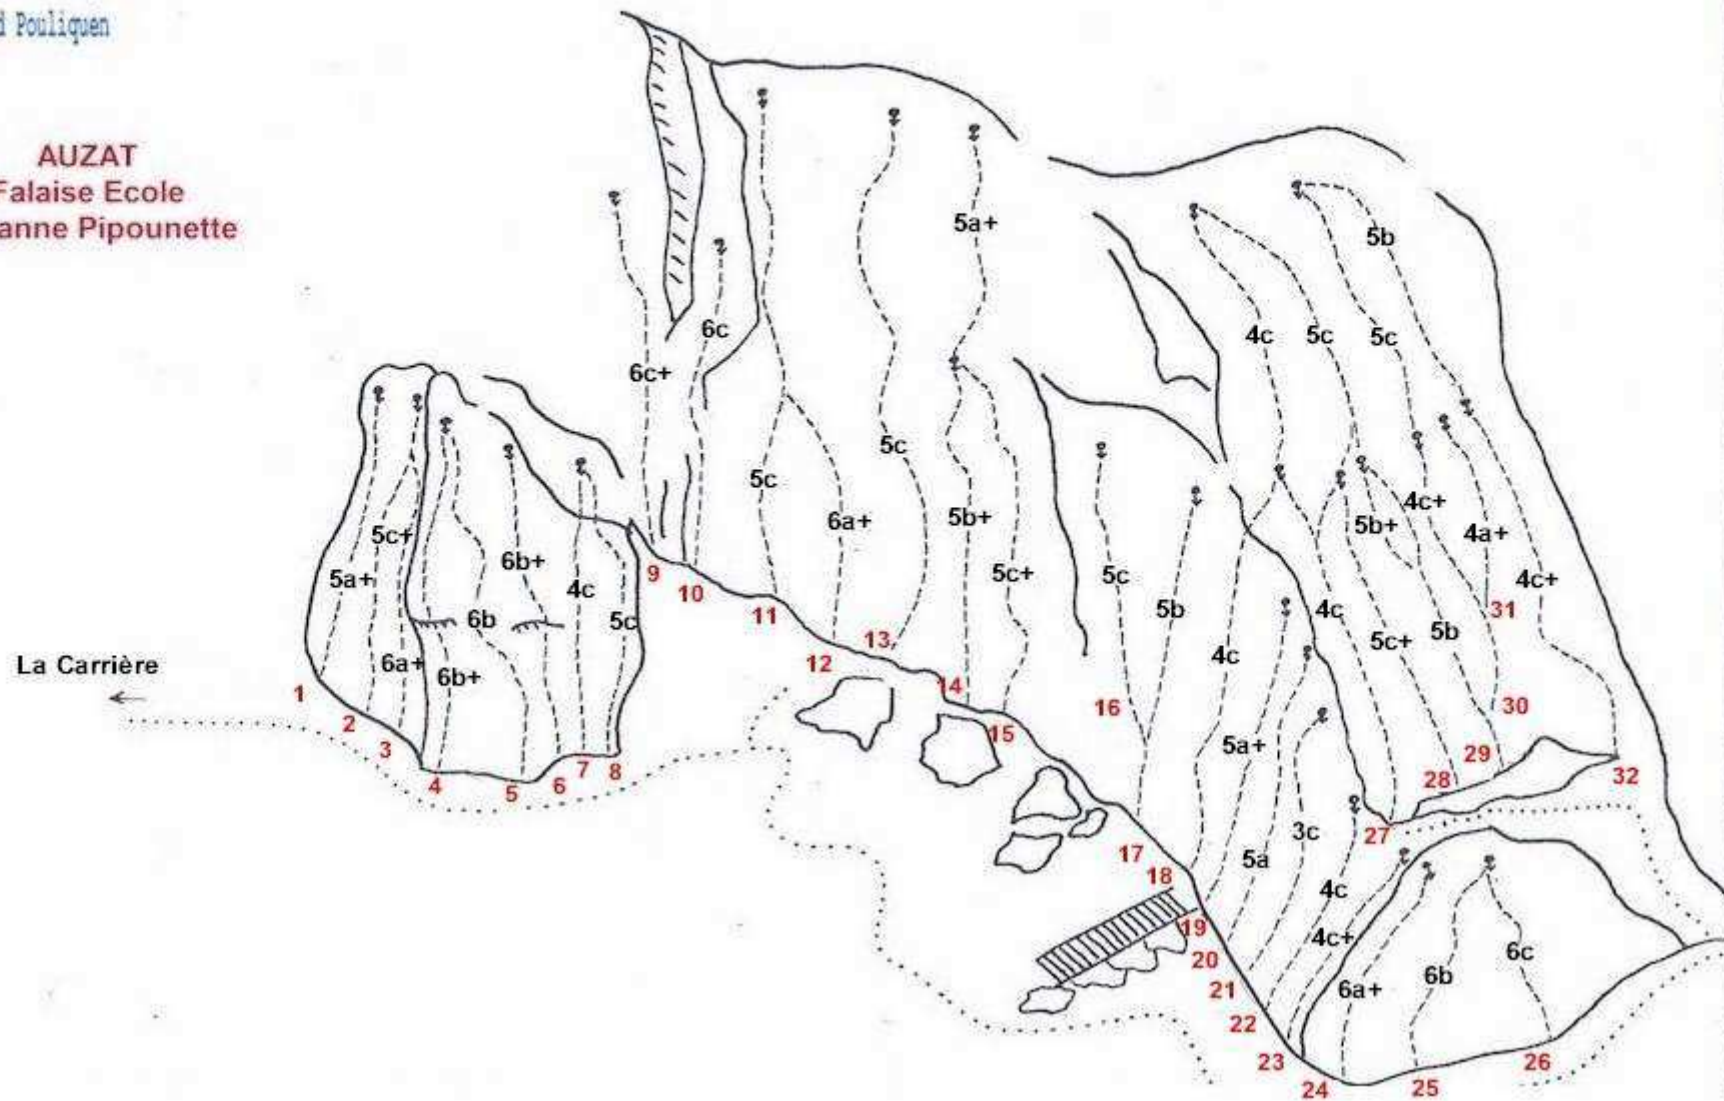 d Pouliquen
AUZAT
Falaise Ecole
anne Pipounette
5a+
5b
6c
4c
5c
5c
6c+
5c
5c
6a+
5b+
5c+
5c
5b
4c+
5b+
4a+
4c+
5c+
5a+
6b+
4c
5c
6b
6a+
6b+
4c
5c+
5b
4c
5a+
3c
5a
4c
4c+
6a+
6b
6c
La Carrière
←
1
2
3
4
5
6
7
8
9
10
11
12
13
14
15
16
17
18
19
20
21
22
23
24
25
26
27
28
29
30
31
32